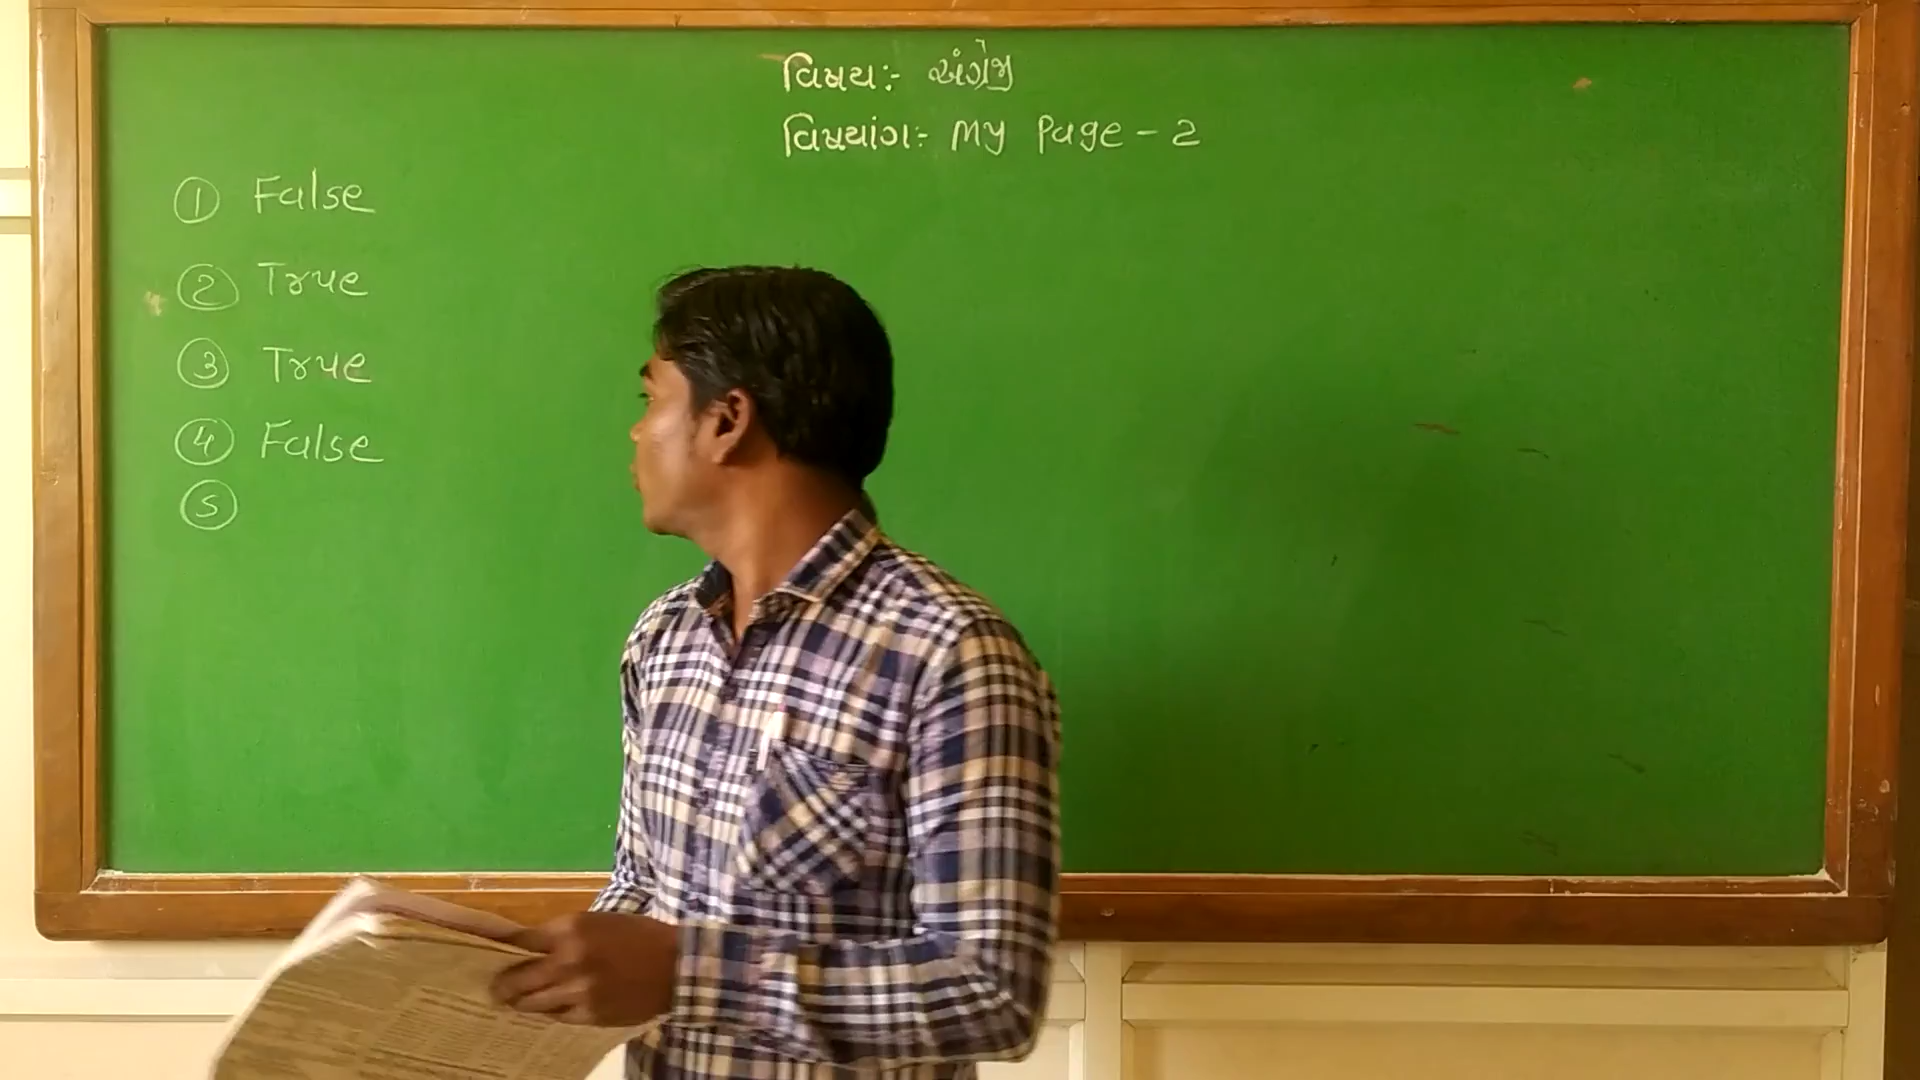 વિષય:- અંગ્રેજી
વિષયાંગ:- My Page - 2
① False
② True
③ True
④ False
⑤